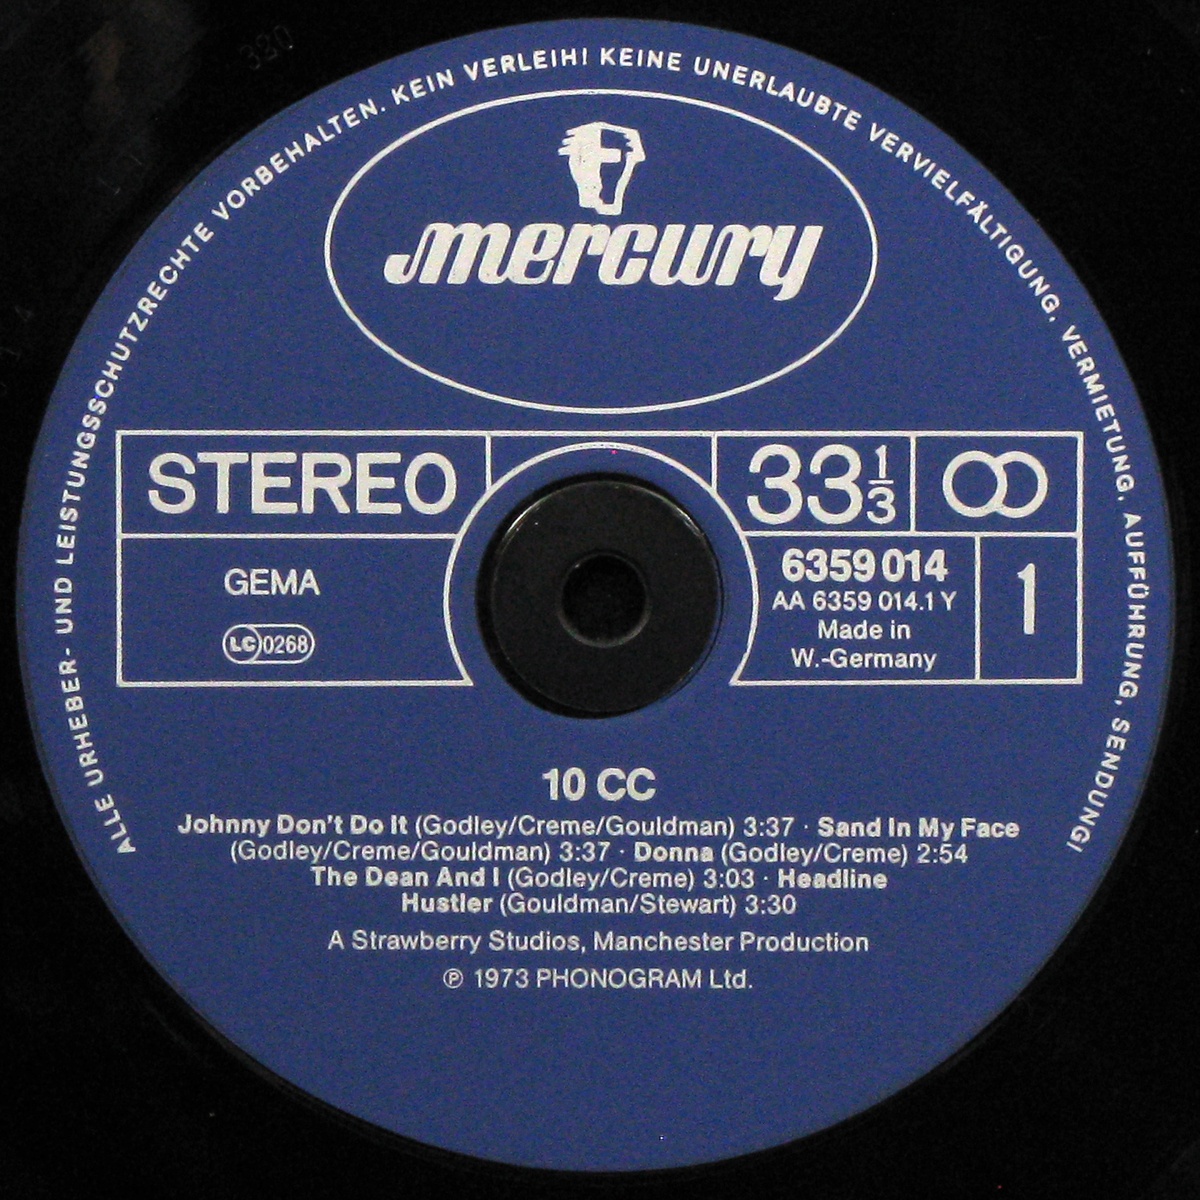 ALLE URHEBER- UND LEISTUNGSSCHUTZRECHTE VORBEHALTEN. KEIN VERLEIH! KEINE UNERLAUBTE VERVIELFÄLTIGUNG, VERMIETUNG, AUFFÜHRUNG, SENDUNG!
mercury
STEREO
33 1/3
GEMA
LC 0268
6359 014
AA 6359 014.1 Y
Made in
W.-Germany
1
10 CC
Johnny Don't Do It (Godley/Creme/Gouldman) 3:37 · Sand In My Face
(Godley/Creme/Gouldman) 3:37 · Donna (Godley/Creme) 2:54
The Dean And I (Godley/Creme) 3:03 · Headline
Hustler (Gouldman/Stewart) 3:30
A Strawberry Studios, Manchester Production
℗ 1973 PHONOGRAM Ltd.